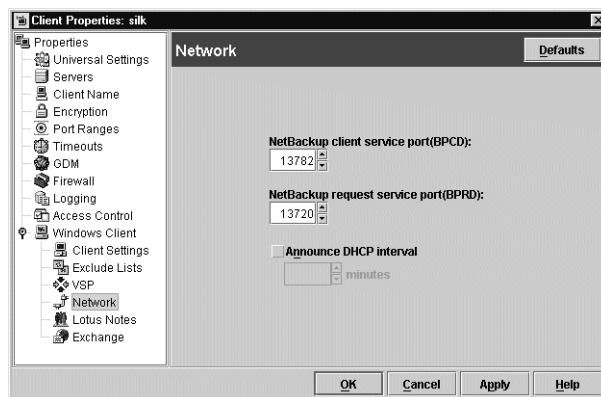 Client Properties: silk
Properties
Universal Settings
Servers
Client Name
Encryption
Port Ranges
Timeouts
GDM
Firewall
Logging
Access Control
Windows Client
Client Settings
Exclude Lists
VSP
Network
Lotus Notes
Exchange
Network
Defaults
NetBackup client service port(BPCD):
13782
NetBackup request service port(BPRD):
13720
Announce DHCP interval
minutes
OK
Cancel
Apply
Help